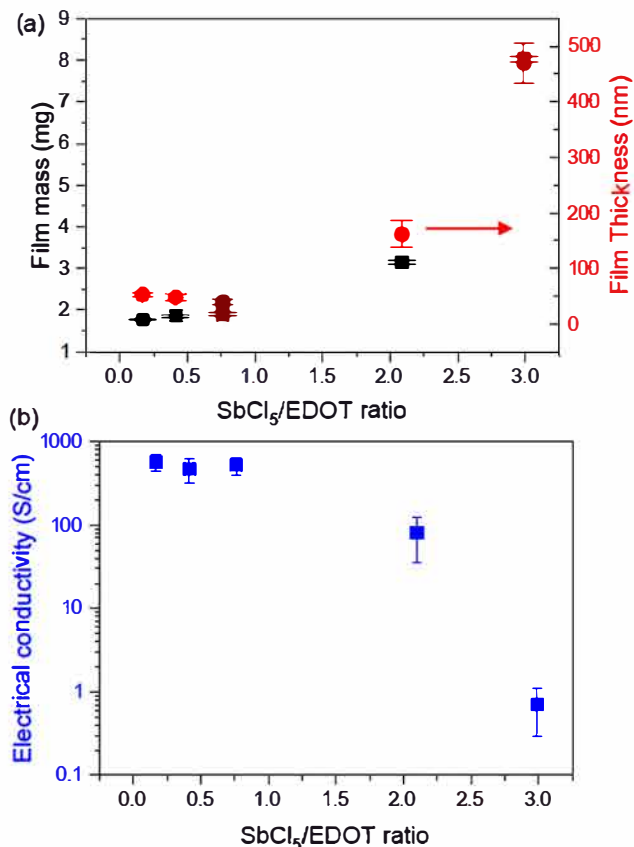 (a)
9
8
7
6
5
4
3
2
1
Film mass (mg)
500
400
300
200
100
0
Film Thickness (nm)
0.0 0.5 1.0 1.5 2.0 2.5 3.0
SbCl₅/EDOT ratio
(b)
1000
100
10
1
0.1
Electrical conductivity (S/cm)
0.0 0.5 1.0 1.5 2.0 2.5 3.0
SbCl₅/EDOT ratio